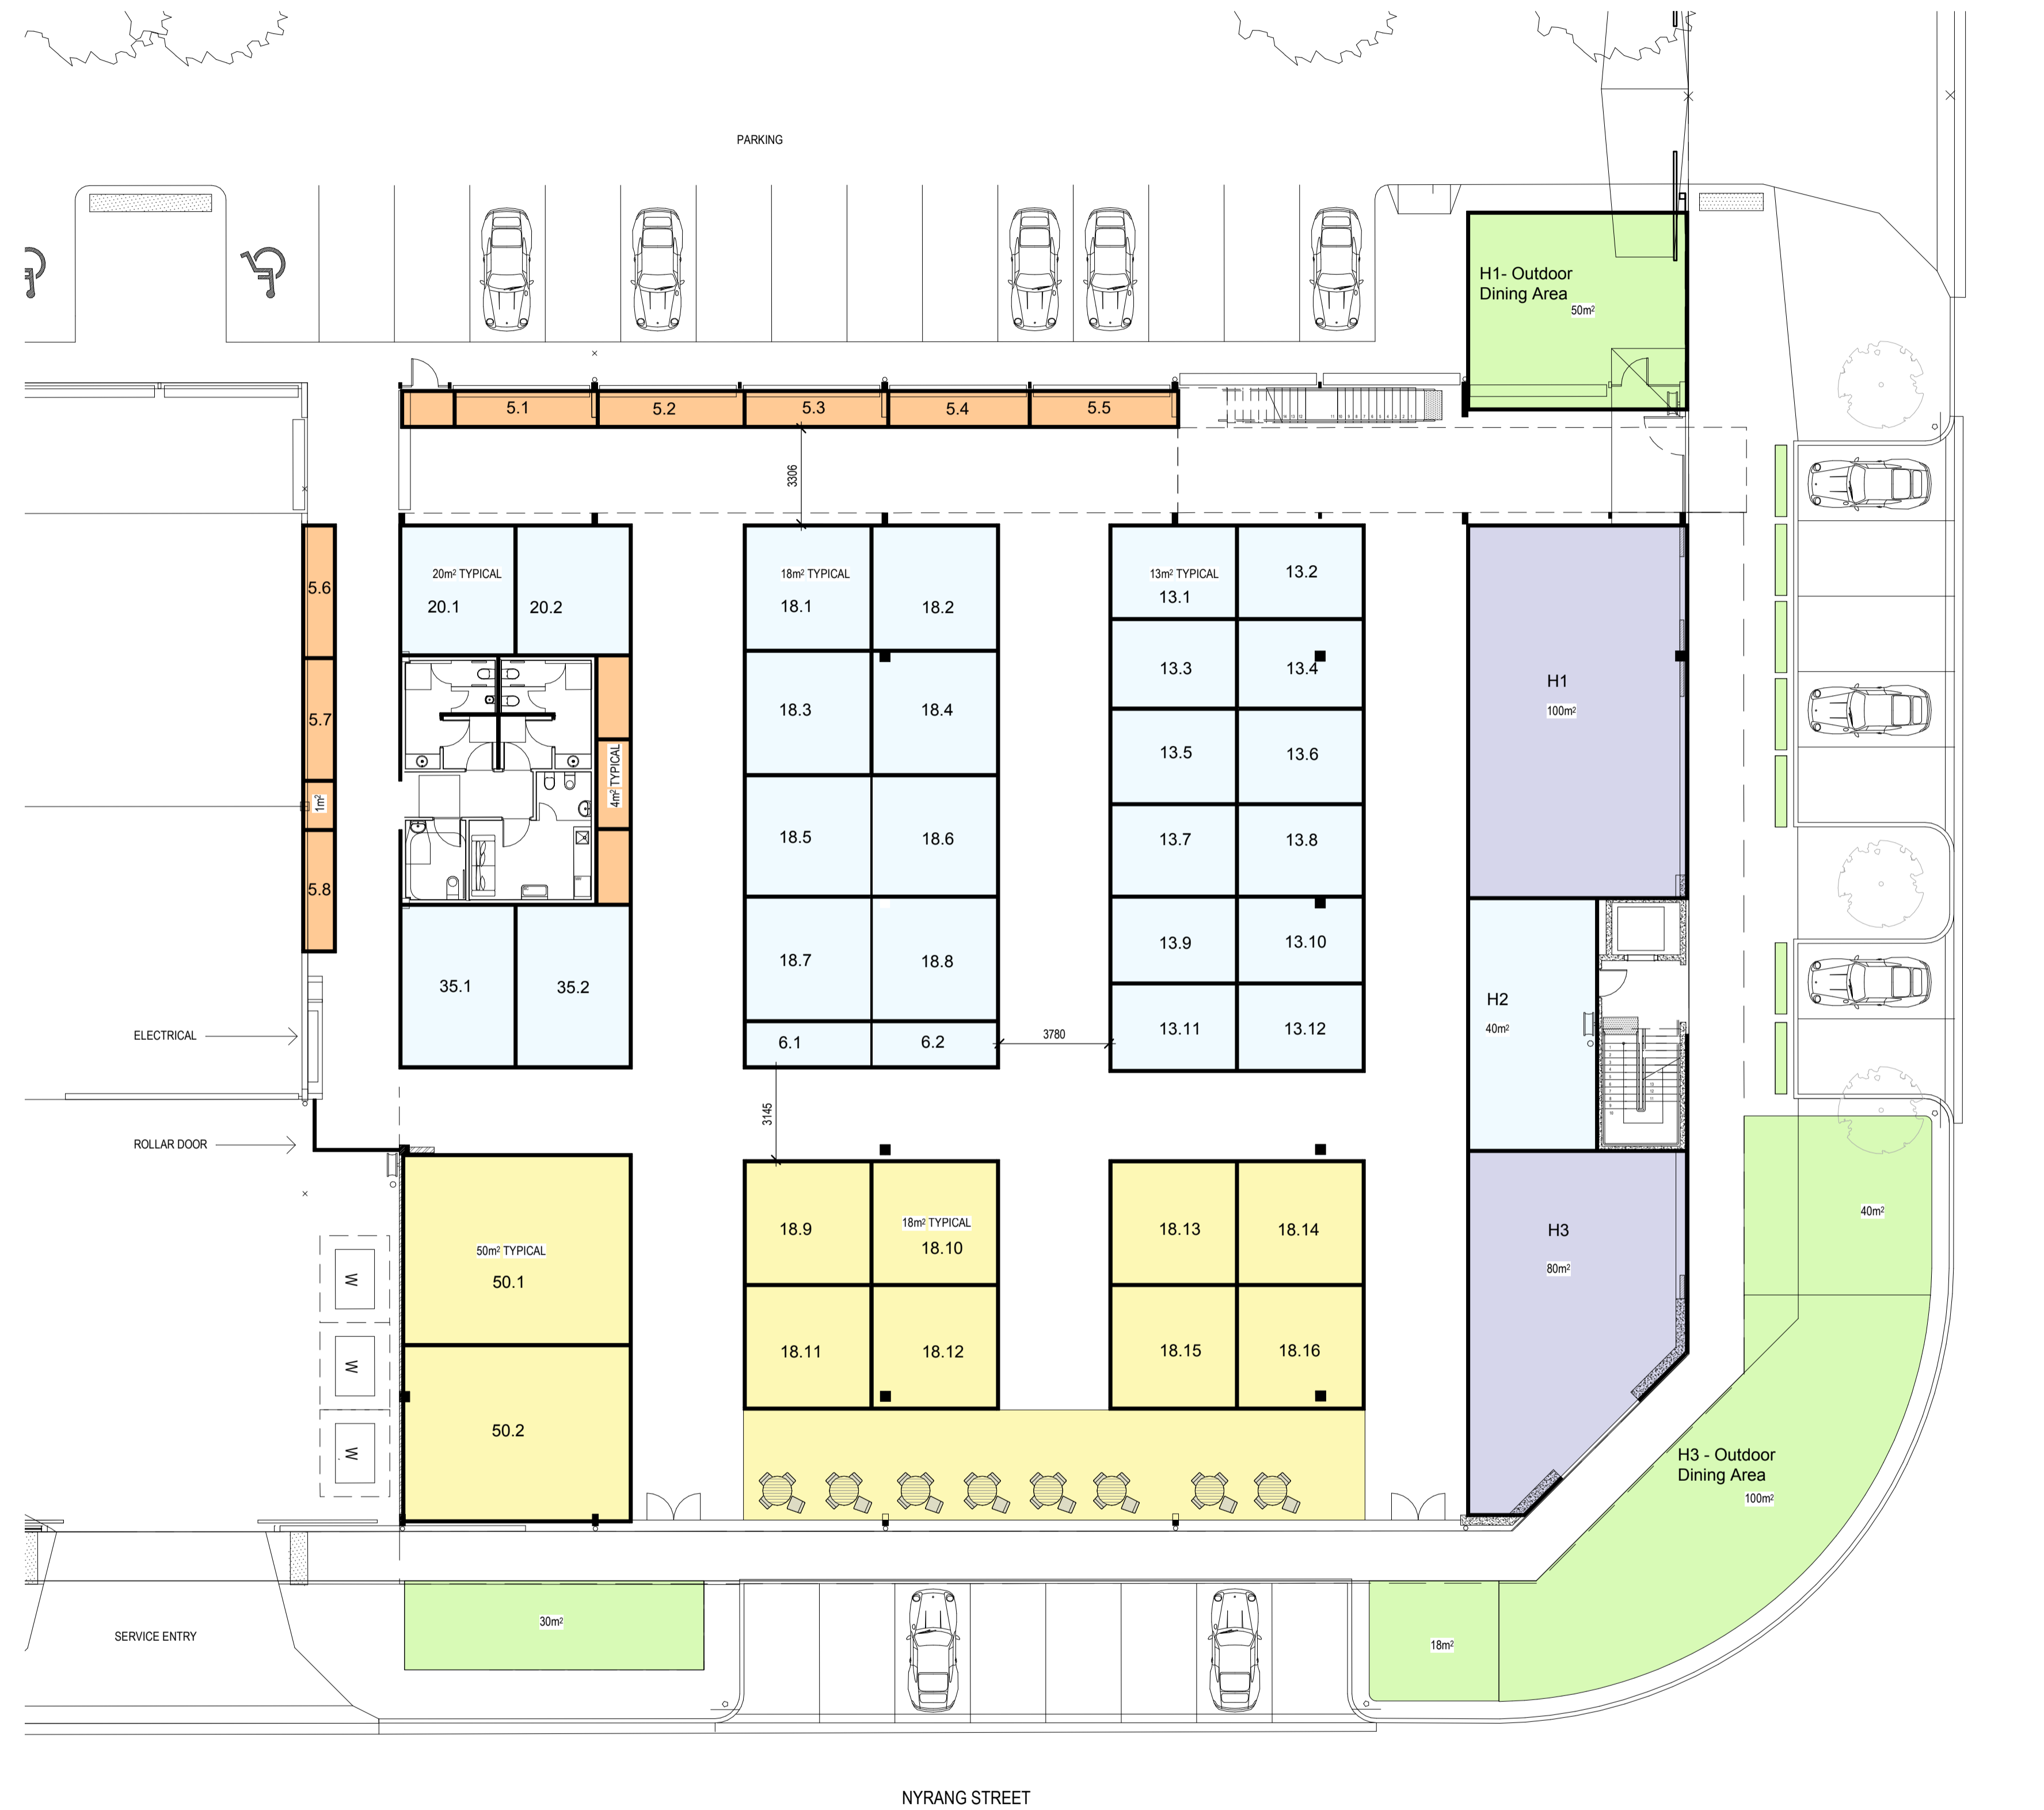 PARKING
H1- Outdoor
Dining Area
50m²
5.1
5.2
5.3
5.4
5.5
3306
5.6
20m² TYPICAL
20.1
20.2
18m² TYPICAL
18.1
18.2
13m² TYPICAL
13.1
13.2
5.7
18.3
18.4
13.3
13.4
H1
100m²
1m²
4m² TYPICAL
13.5
13.6
5.8
18.5
18.6
13.7
13.8
35.1
35.2
18.7
18.8
13.9
13.10
H2
40m²
ELECTRICAL
6.1
6.2
3780
13.11
13.12
3145
ROLLAR DOOR
50m² TYPICAL
50.1
18.9
18m² TYPICAL
18.10
18.13
18.14
H3
80m²
40m²
W
W
W
50.2
18.11
18.12
18.15
18.16
H3 - Outdoor
Dining Area
100m²
SERVICE ENTRY
30m²
18m²
NYRANG STREET